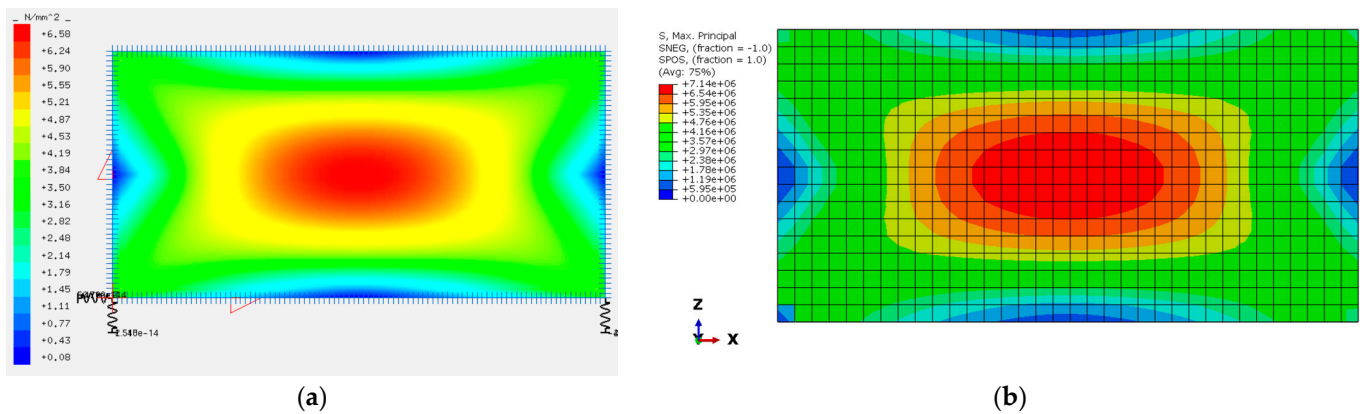 _ N/mm^2 _
+6.58
+6.24
+5.90
+5.55
+5.21
+4.87
+4.53
+4.19
+3.84
+3.50
+3.16
+2.82
+2.48
+2.14
+1.79
+1.45
+1.11
+0.77
+0.43
+0.08
(a)
S, Max. Principal
SNEG, (fraction = -1.0)
SPOS, (fraction = 1.0)
(Avg: 75%)
+7.14e+06
+6.54e+06
+5.95e+06
+5.35e+06
+4.76e+06
+4.16e+06
+3.57e+06
+2.97e+06
+2.38e+06
+1.78e+06
+1.19e+06
+5.95e+05
+0.00e+00
Z
X
(b)